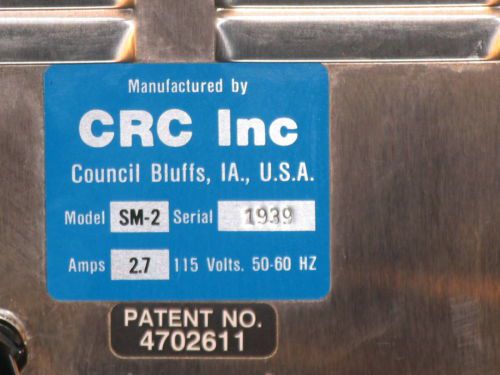 Manufactured by
CRC Inc
Council Bluffs, IA., U.S.A.
Model SM-2 Serial 1939
Amps 2.7 115 Volts. 50-60 HZ
PATENT NO.
4702611